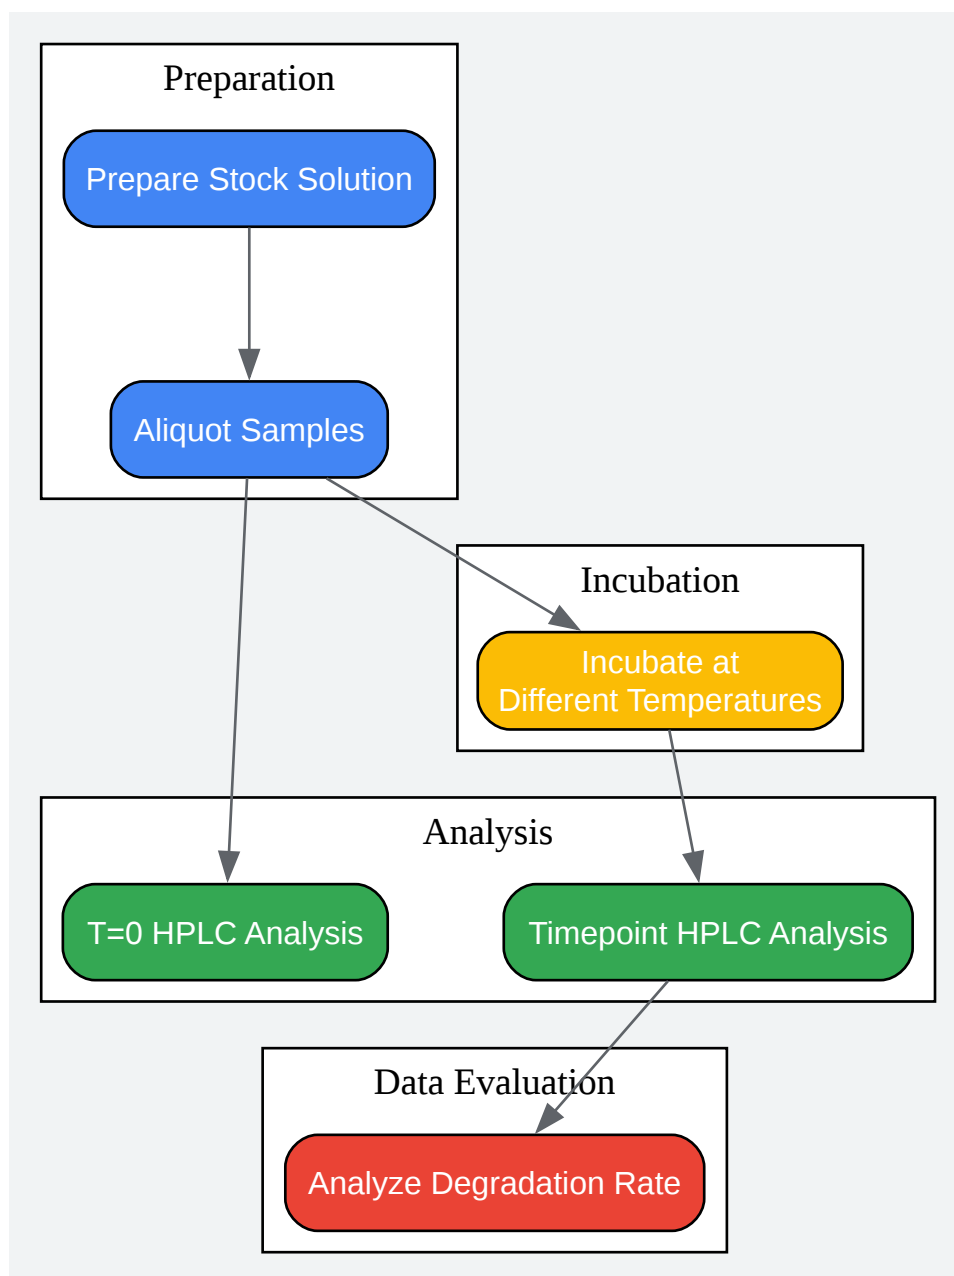 Preparation
Prepare Stock Solution
Aliquot Samples
Incubation
Incubate at
Different Temperatures
Analysis
T=0 HPLC Analysis
Timepoint HPLC Analysis
Data Evaluation
Analyze Degradation Rate